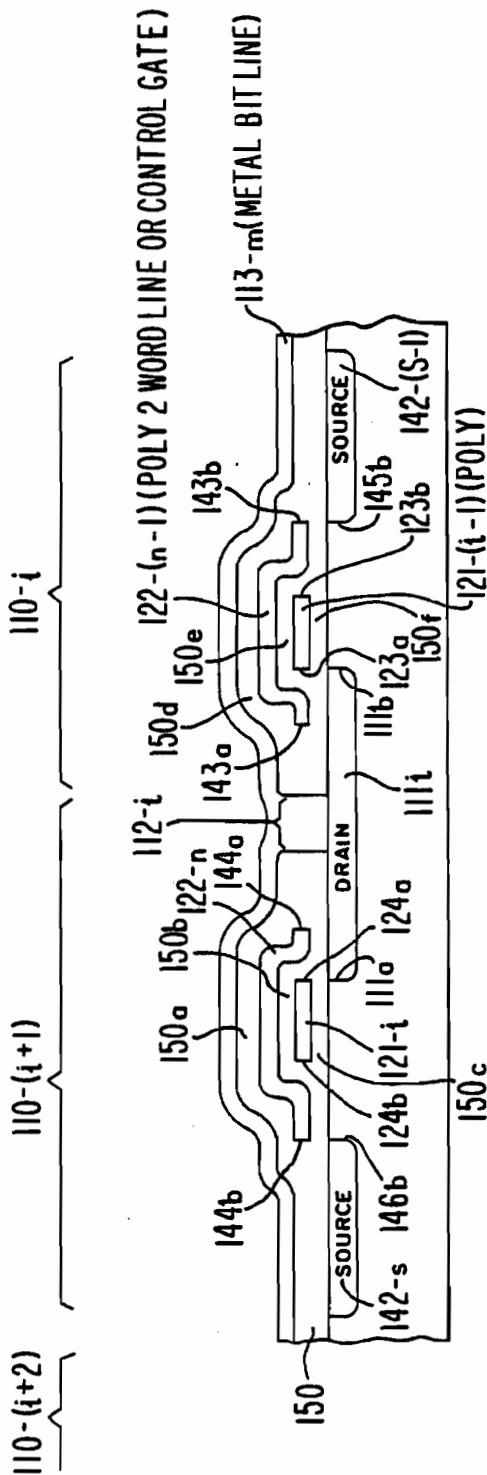 110-(i+2)
110-(i+1)
110-i
122-(n-1)(POLY 2 WORD LINE OR CONTROL GATE)
113-m(METAL BIT LINE)
144b
150a
150b
122-n
144a
112-i
143a
150d
150e
143b
SOURCE
DRAIN
SOURCE
150
142-s
146b
124b
121-i
124a
150c
111a
111i
111b
123a
150f
121-(i-1)(POLY)
123b
145b
142-(S-1)